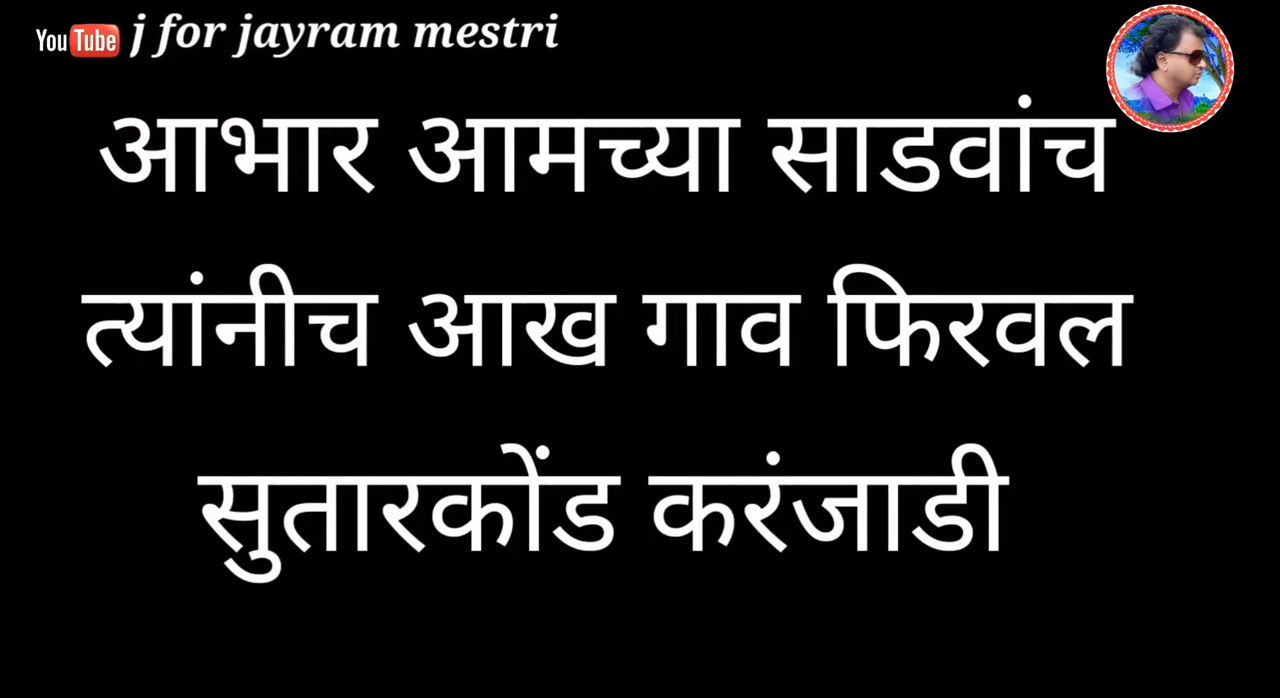 YouTube j for jayram mestri
आभार आमच्या साडवांच
त्यांनीच आख गाव फिरवल
सुतारकोंड करंजाडी